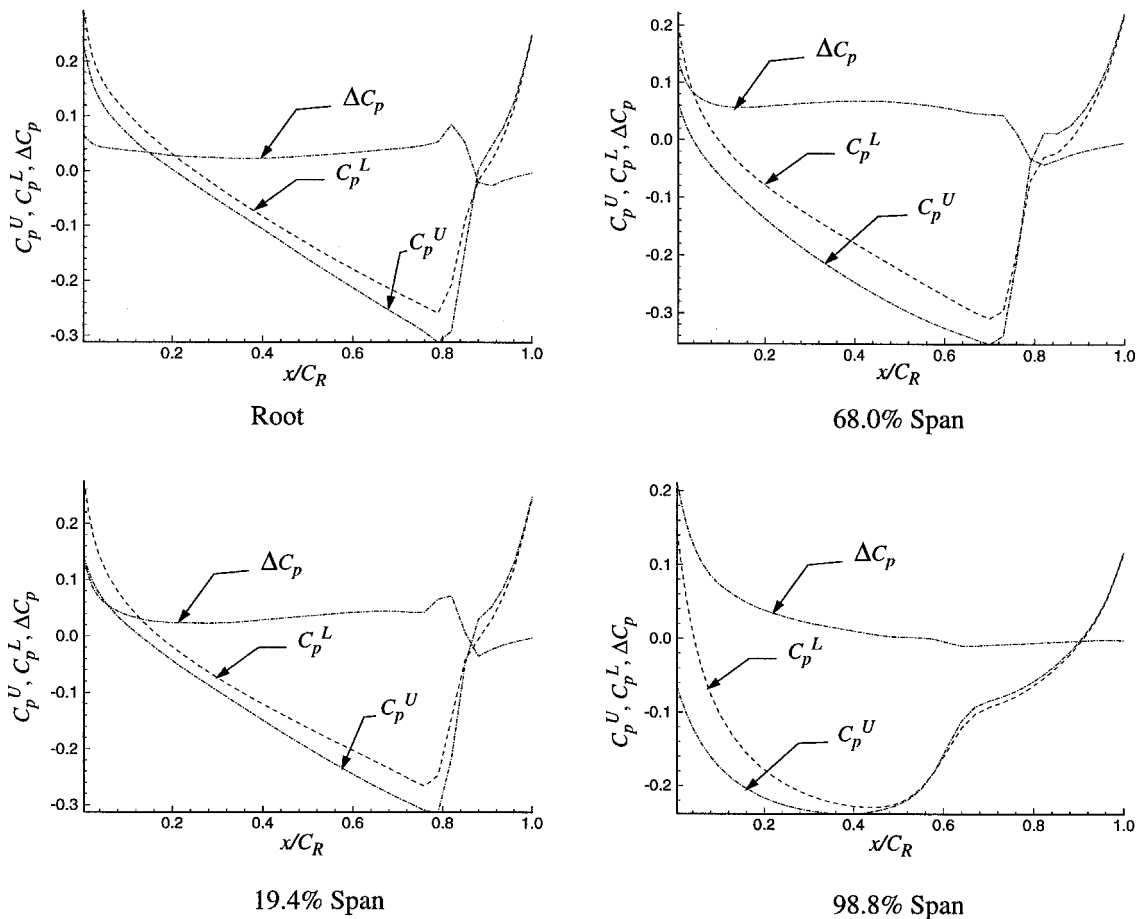 0.2
0.1
0.0
-0.1
-0.2
-0.3
0.2
0.4
0.6
0.8
1.0
C_p^U, C_p^L, ΔC_p
x/C_R
ΔC_p
C_p^L
C_p^U
Root
0.2
0.1
0.0
-0.1
-0.2
-0.3
0.2
0.4
0.6
0.8
1.0
C_p^U, C_p^L, ΔC_p
x/C_R
ΔC_p
C_p^L
C_p^U
68.0% Span
0.2
0.1
0.0
-0.1
-0.2
-0.3
0.2
0.4
0.6
0.8
1.0
C_p^U, C_p^L, ΔC_p
x/C_R
ΔC_p
C_p^L
C_p^U
19.4% Span
0.2
0.1
0.0
-0.1
-0.2
0.2
0.4
0.6
0.8
1.0
C_p^U, C_p^L, ΔC_p
x/C_R
ΔC_p
C_p^L
C_p^U
98.8% Span